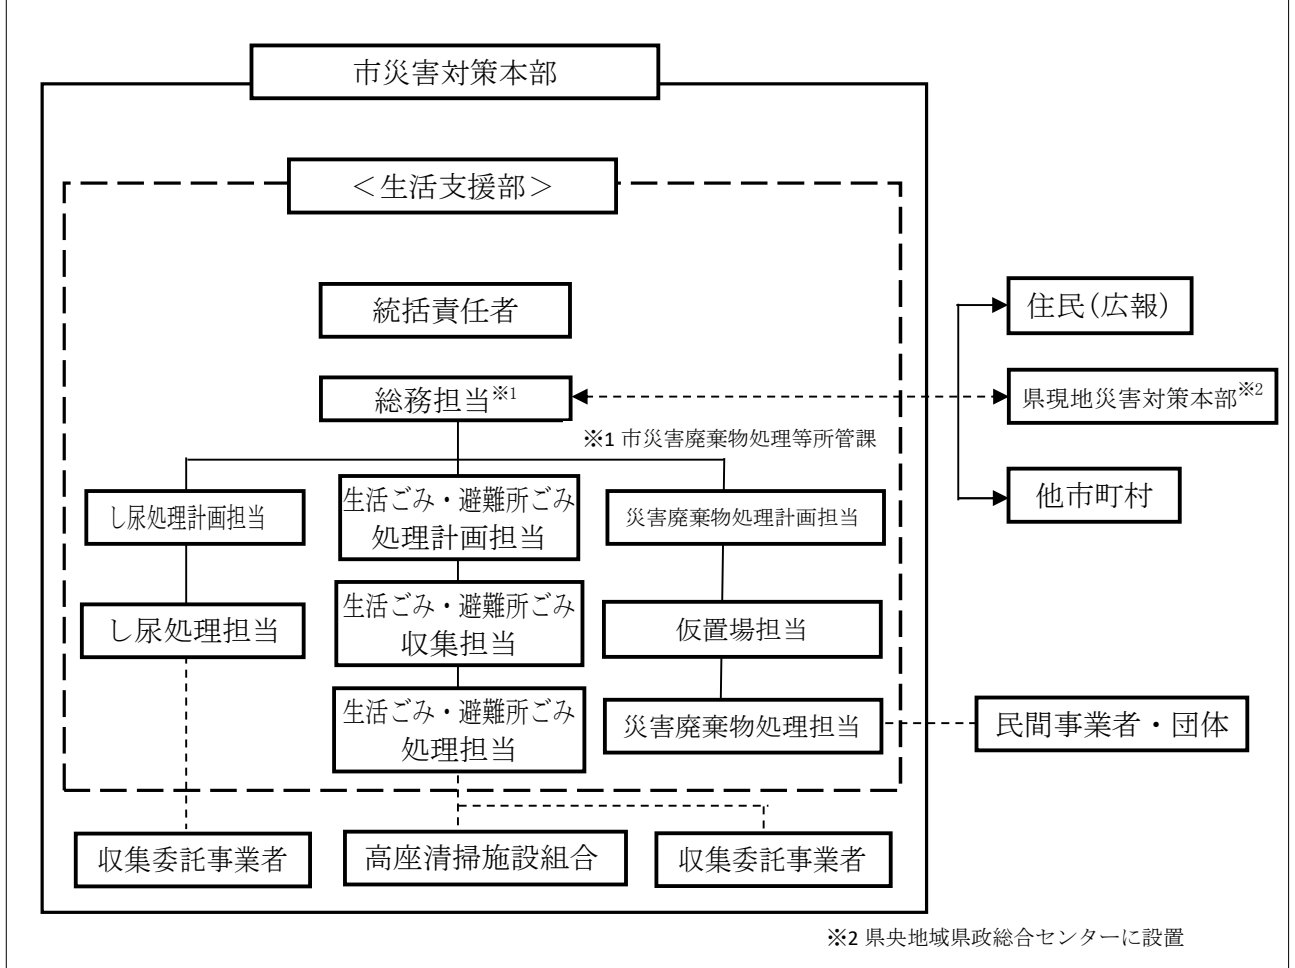 市災害対策本部
＜生活支援部＞
統括責任者
住民(広報)
総務担当※1
県現地災害対策本部※2
※1 市災害廃棄物処理等所管課
他市町村
し尿処理計画担当
生活ごみ・避難所ごみ
処理計画担当
災害廃棄物処理計画担当
し尿処理担当
生活ごみ・避難所ごみ
収集担当
仮置場担当
生活ごみ・避難所ごみ
処理担当
災害廃棄物処理担当
民間事業者・団体
収集委託事業者
高座清掃施設組合
収集委託事業者
※2 県央地域県政総合センターに設置